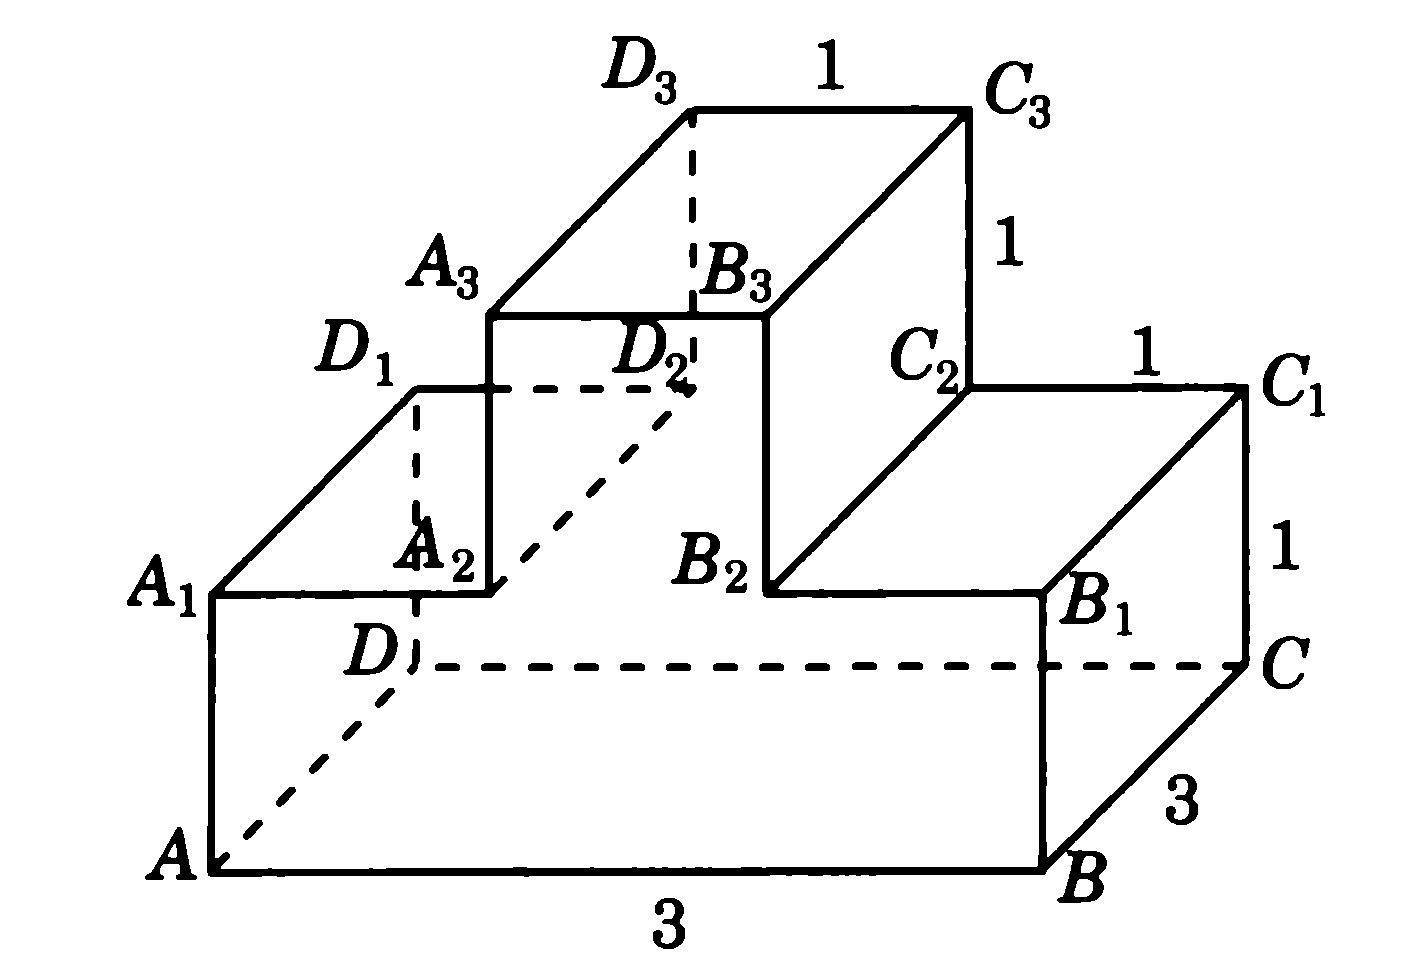 D₃ 1 C₃
A₃ B₃ 1
D₁ D₂ C₂ 1 C₁
A₁ A₂ B₂ B₁ 1
D C
3
A B
3